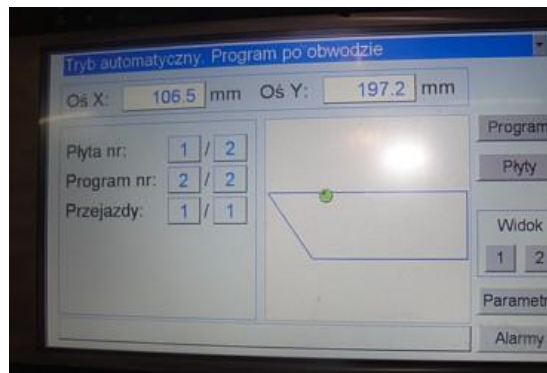 Tryb automatyczny. Program po obwodzie
Oś X: 106.5 mm Oś Y: 197.2 mm
Płyta nr: 1 / 2
Program nr: 2 / 2
Przejazdy: 1 / 1
Program
Płyty
Widok
1 2
Parametr
Alarmy